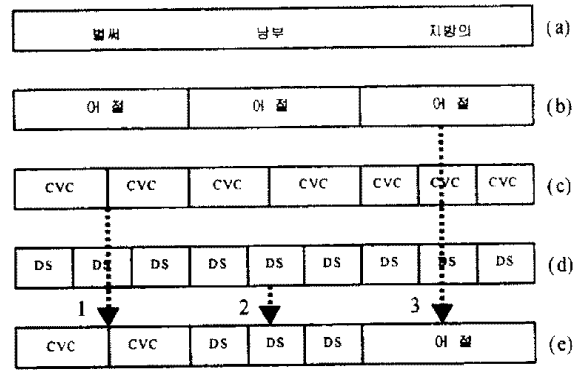 벌써 남부 지방의 (a)
어 절 어 절 어 절 (b)
CVC CVC CVC CVC CVC CVC CVC (c)
DS DS DS DS DS DS DS DS DS (d)
1 2 3
CVC CVC DS DS DS 어 절 (e)